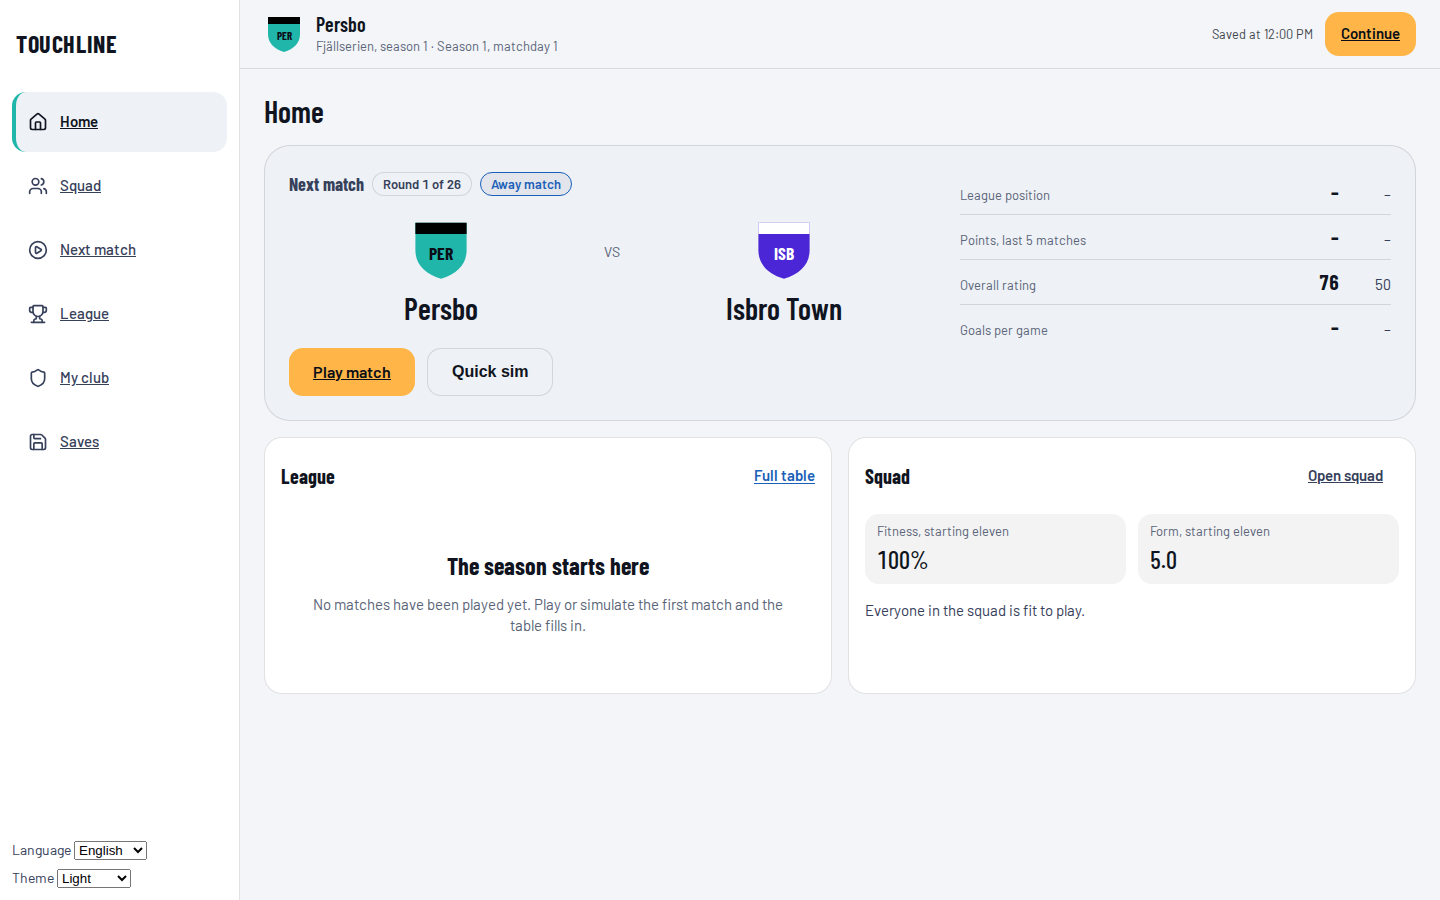 TOUCHLINE
Home
Squad
Next match
League
My club
Saves
Language English
Theme Light
PER
Persbo
Fjällserien, season 1 · Season 1, matchday 1
Saved at 12:00 PM
Continue
Home
Next match
Round 1 of 26
Away match
PER
VS
ISB
Persbo
Isbro Town
Play match
Quick sim
League position - –
Points, last 5 matches - –
Overall rating 76 50
Goals per game - –
League
Full table
The season starts here
No matches have been played yet. Play or simulate the first match and the
table fills in.
Squad
Open squad
Fitness, starting eleven
100%
Form, starting eleven
5.0
Everyone in the squad is fit to play.